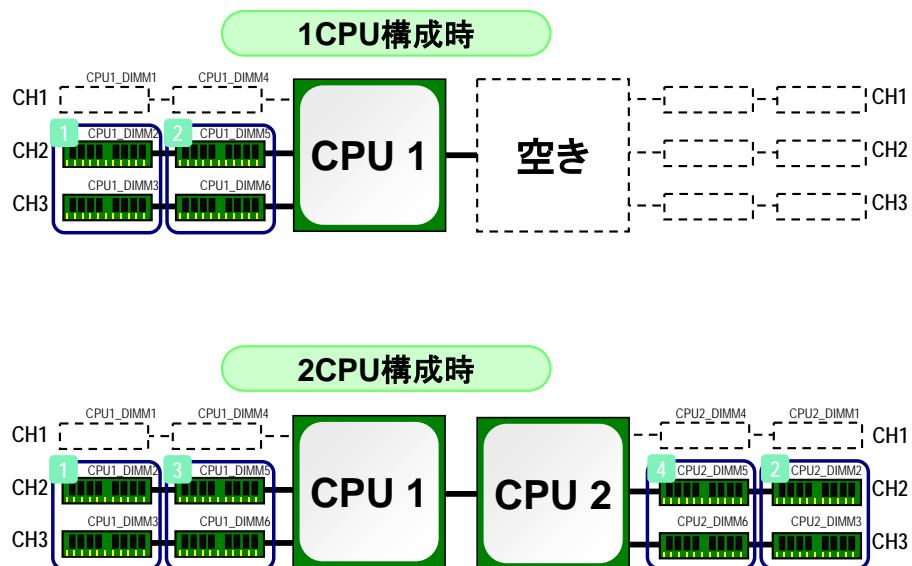 1CPU構成時
CPU1_DIMM1 CPU1_DIMM4
CH1 CH1
1 CPU1_DIMM2 2 CPU1_DIMM5
CH2 CPU 1 空き CH2
CPU1_DIMM3 CPU1_DIMM6
CH3 CH3
2CPU構成時
CPU1_DIMM1 CPU1_DIMM4 CPU2_DIMM4 CPU2_DIMM1
CH1 CH1
1 CPU1_DIMM2 3 CPU1_DIMM5 4 CPU2_DIMM5 2 CPU2_DIMM2
CH2 CPU 1 CPU 2 CH2
CPU1_DIMM3 CPU1_DIMM6 CPU2_DIMM6 CPU2_DIMM3
CH3 CH3